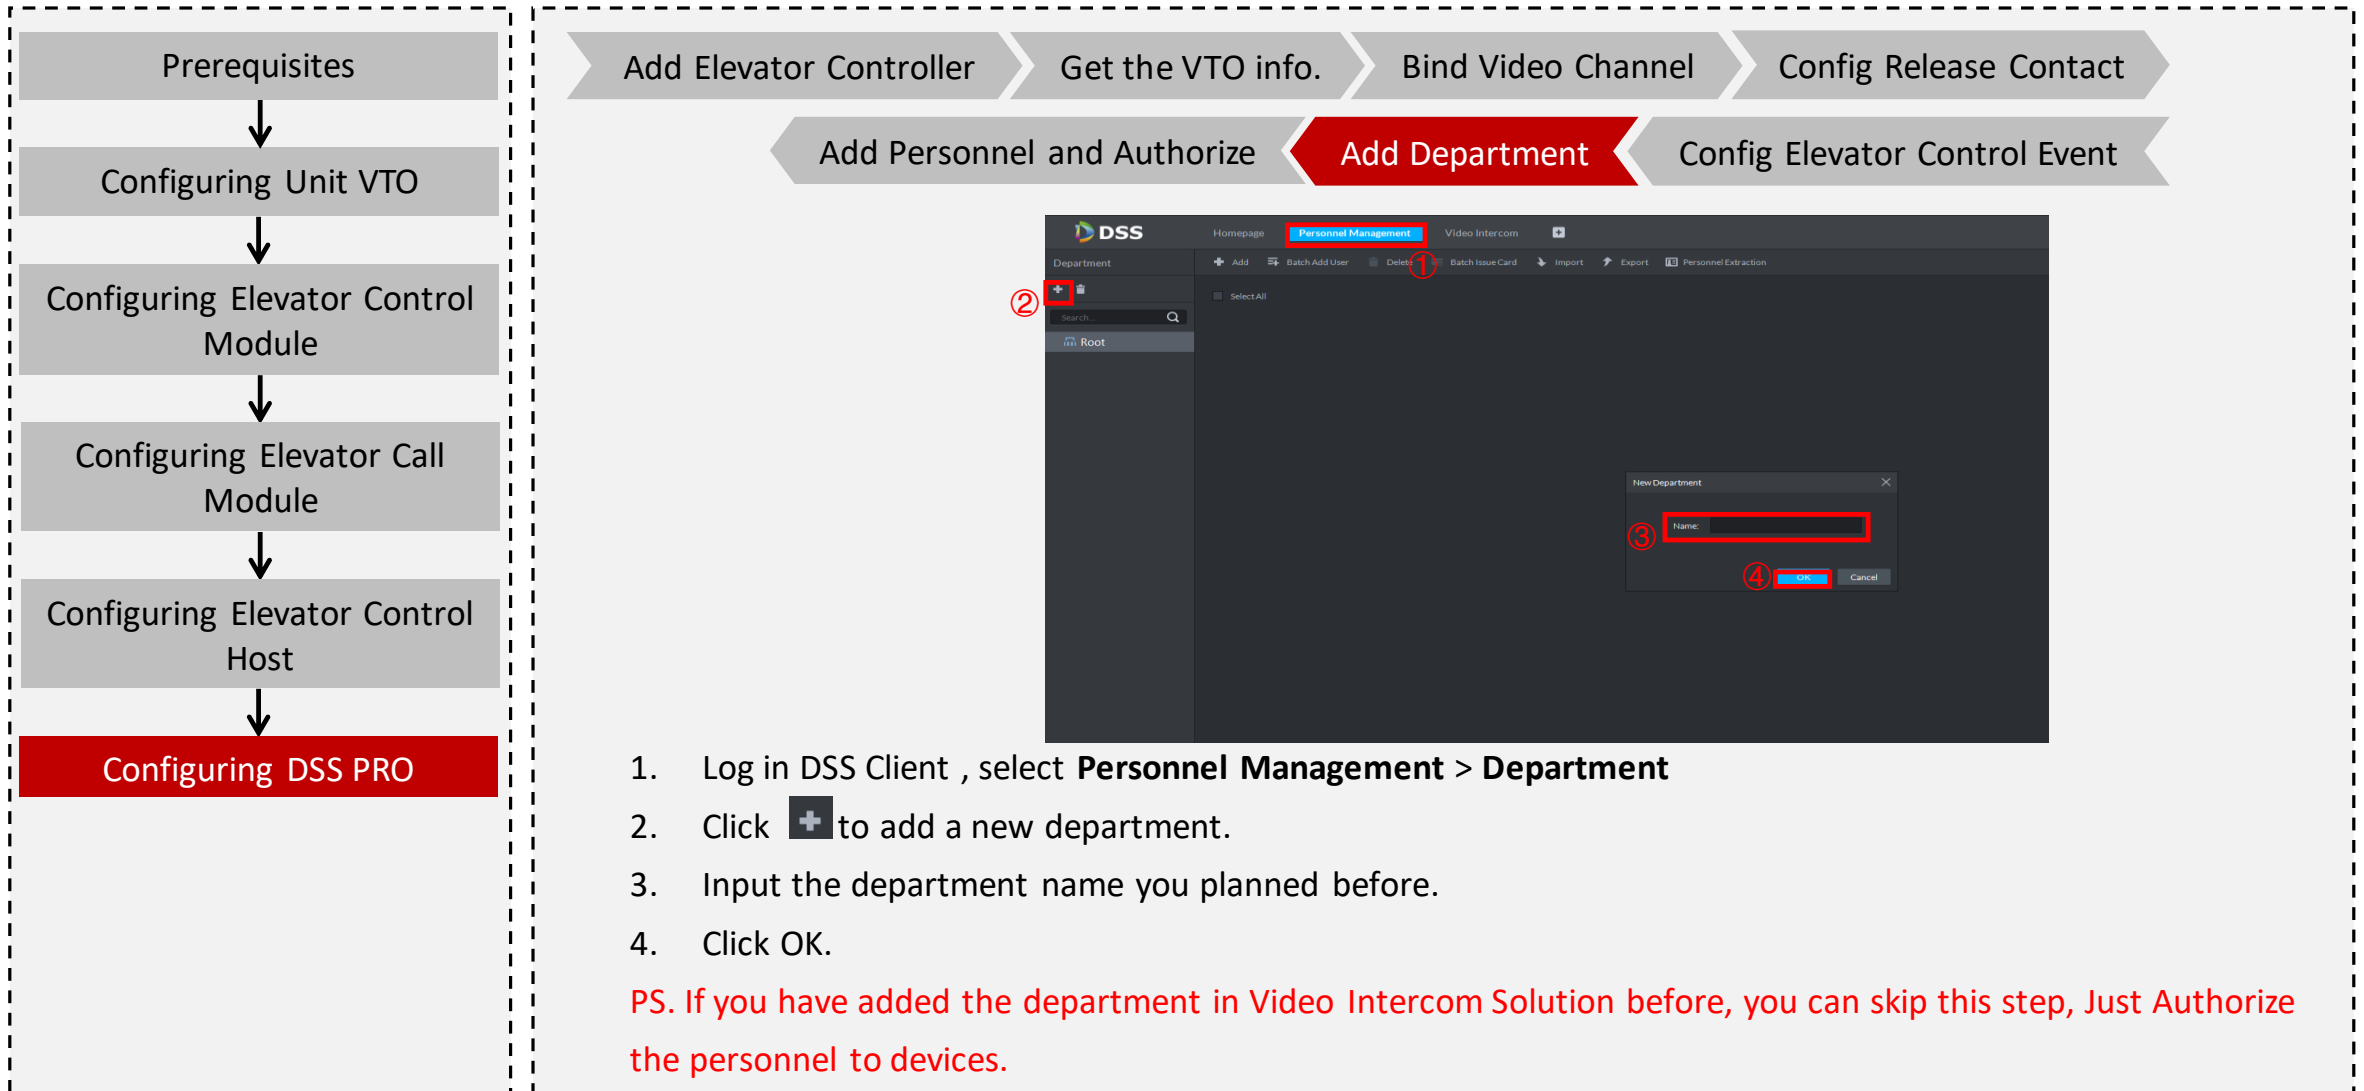 Prerequisites
Configuring Unit VTO
Configuring Elevator Control
Module
Configuring Elevator Call
Module
Configuring Elevator Control
Host
Configuring DSS PRO
Add Elevator Controller
Get the VTO info.
Bind Video Channel
Config Release Contact
Add Personnel and Authorize
Add Department
Config Elevator Control Event
DSS
Homepage
Personnel Management
Video Intercom
Department
Add
Batch Add User
Delete
Batch Issue Card
Import
Export
Personnel Extraction
①
②
Select All
Search...
Root
New Department
③
Name:
④
OK
Cancel
1. Log in DSS Client , select Personnel Management > Department
2. Click + to add a new department.
3. Input the department name you planned before.
4. Click OK.
PS. If you have added the department in Video Intercom Solution before, you can skip this step, Just Authorize
the personnel to devices.